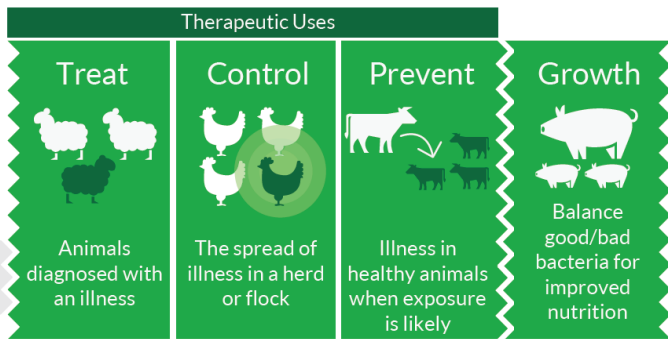 Therapeutic Uses
Treat
Animals
diagnosed with
an illness
Control
The spread of
illness in a herd
or flock
Prevent
Illness in
healthy animals
when exposure
is likely
Growth
Balance
good/bad
bacteria for
improved
nutrition